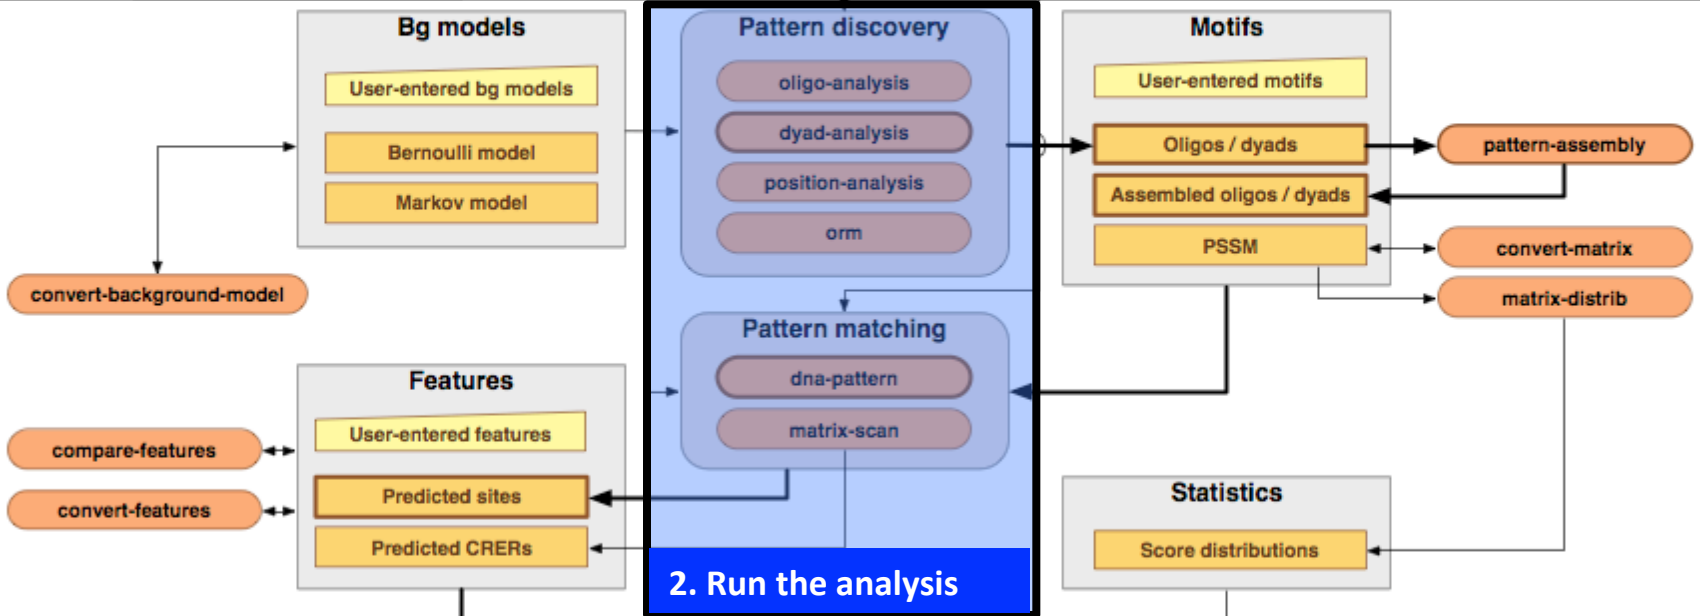 Bg models
User-entered bg models
Bernoulli model
Markov model
convert-background-model
Pattern discovery
oligo-analysis
dyad-analysis
position-analysis
orm
Motifs
User-entered motifs
Oligos / dyads
Assembled oligos / dyads
PSSM
pattern-assembly
convert-matrix
matrix-distrib
Pattern matching
dna-pattern
matrix-scan
Features
User-entered features
Predicted sites
Predicted CRERs
compare-features
convert-features
Statistics
Score distributions
2. Run the analysis